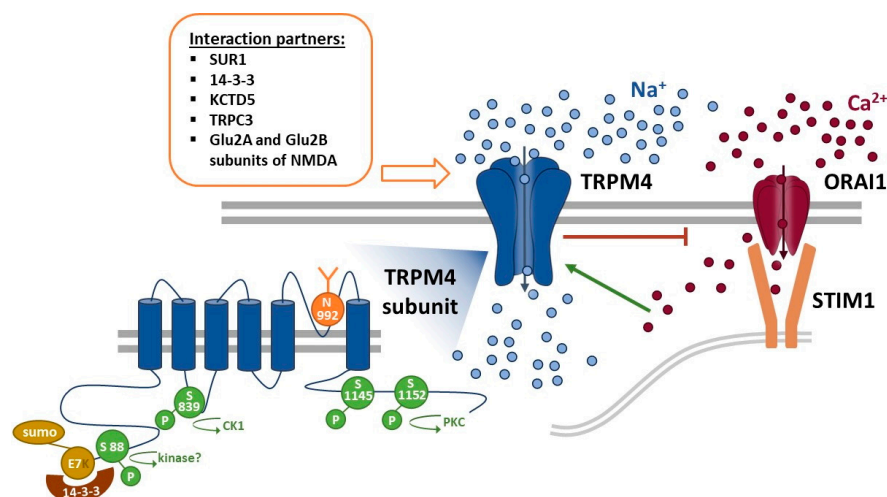 Interaction partners:
▪ SUR1
▪ 14-3-3
▪ KCTD5
▪ TRPC3
▪ Glu2A and Glu2B
subunits of NMDA
Na⁺
Ca²⁺
TRPM4
ORAI1
STIM1
TRPM4
subunit
N
992
S
839
P
CK1
S
1145
S
1152
P
P
PKC
sumo
E7K
S 88
P
kinase?
14-3-3